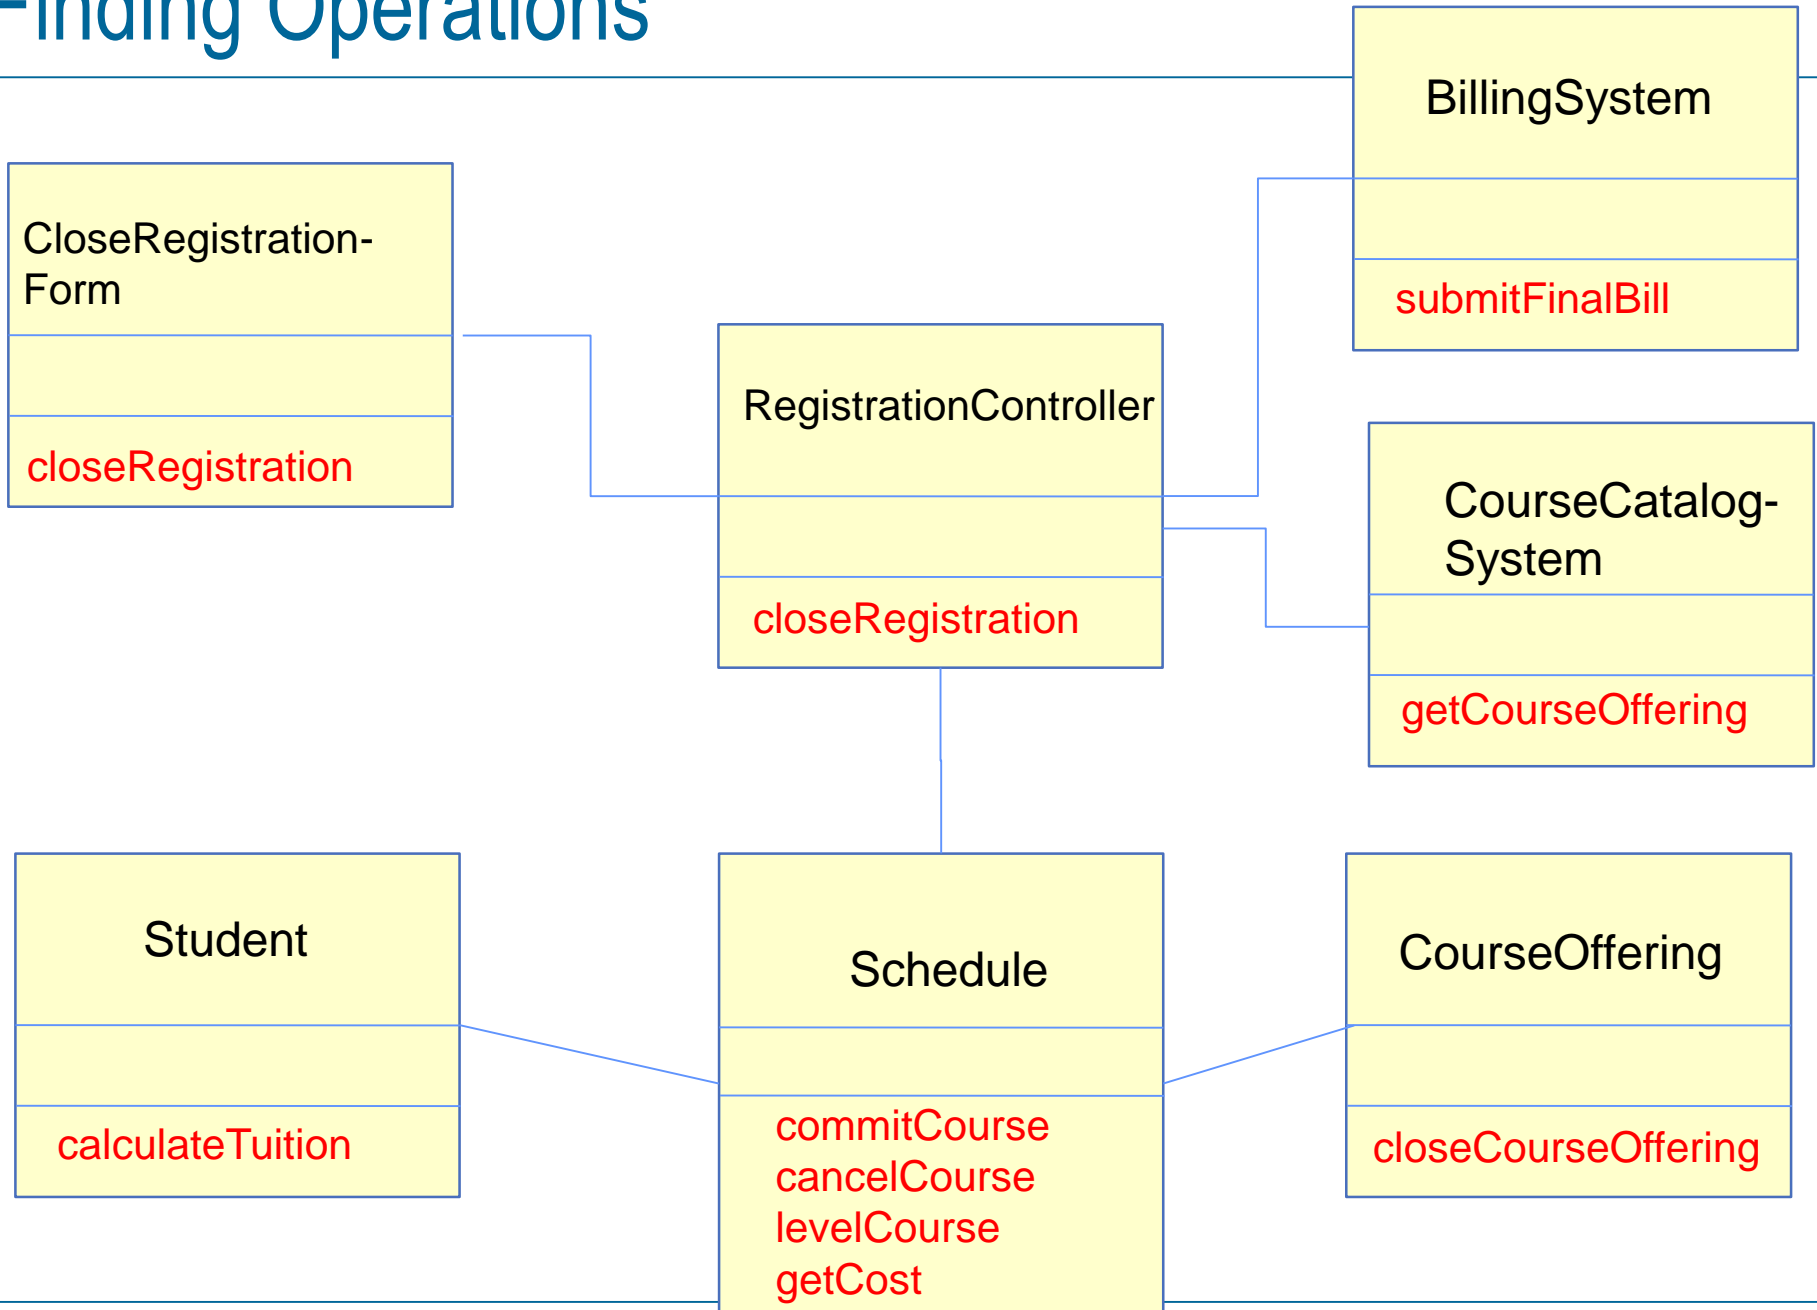 Finding Operations
BillingSystem
submitFinalBill
CloseRegistration-
Form
closeRegistration
RegistrationController
closeRegistration
CourseCatalog-
System
getCourseOffering
Student
calculateTuition
Schedule
commitCourse
cancelCourse
levelCourse
getCost
CourseOffering
closeCourseOffering